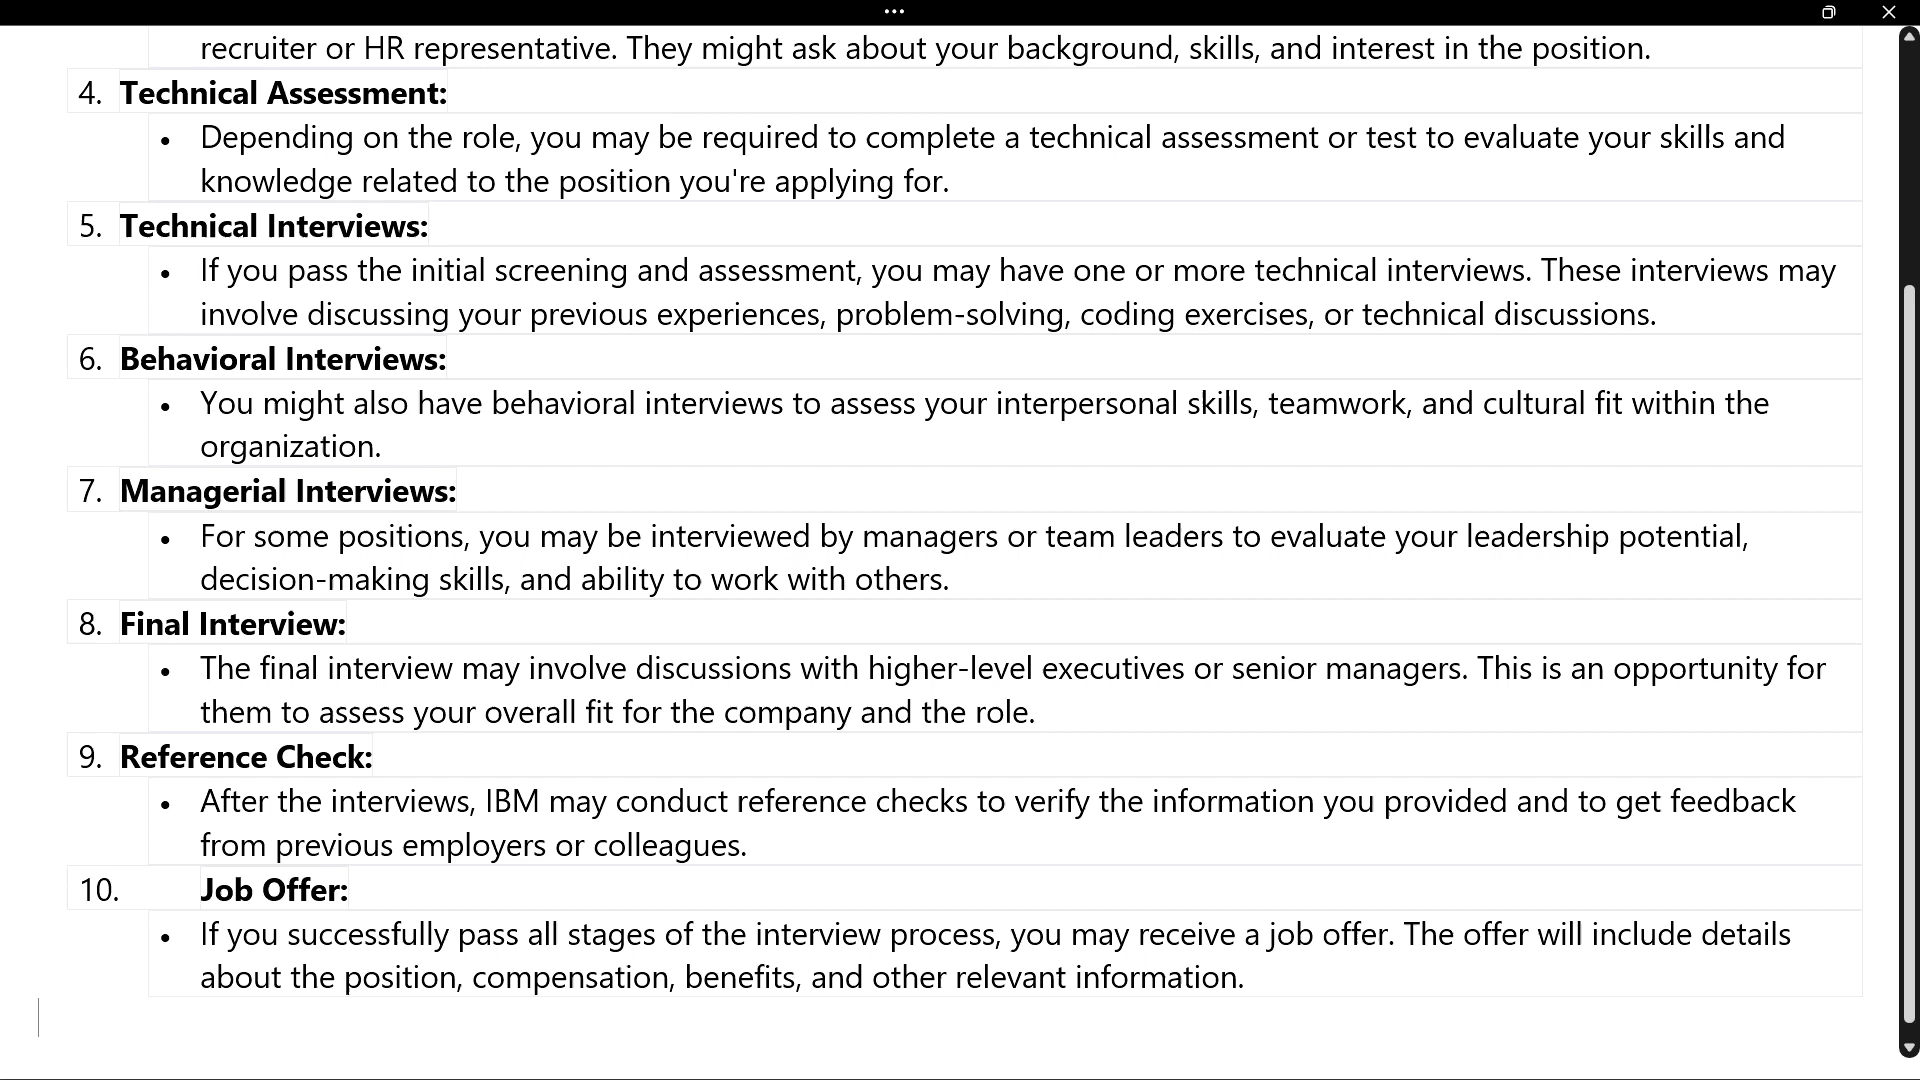 recruiter or HR representative. They might ask about your background, skills, and interest in the position.
4. Technical Assessment:
• Depending on the role, you may be required to complete a technical assessment or test to evaluate your skills and
knowledge related to the position you're applying for.
5. Technical Interviews:
• If you pass the initial screening and assessment, you may have one or more technical interviews. These interviews may
involve discussing your previous experiences, problem-solving, coding exercises, or technical discussions.
6. Behavioral Interviews:
• You might also have behavioral interviews to assess your interpersonal skills, teamwork, and cultural fit within the
organization.
7. Managerial Interviews:
• For some positions, you may be interviewed by managers or team leaders to evaluate your leadership potential,
decision-making skills, and ability to work with others.
8. Final Interview:
• The final interview may involve discussions with higher-level executives or senior managers. This is an opportunity for
them to assess your overall fit for the company and the role.
9. Reference Check:
• After the interviews, IBM may conduct reference checks to verify the information you provided and to get feedback
from previous employers or colleagues.
10. Job Offer:
• If you successfully pass all stages of the interview process, you may receive a job offer. The offer will include details
about the position, compensation, benefits, and other relevant information.